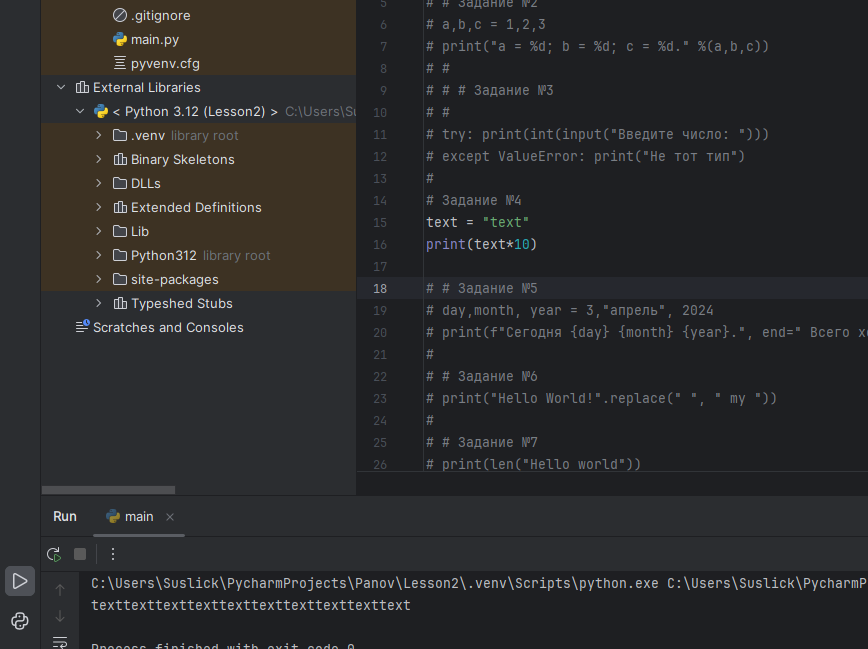 .gitignore
main.py
pyvenv.cfg
External Libraries
< Python 3.12 (Lesson2) > C:\Users\Su
.venv library root
Binary Skeletons
DLLs
Extended Definitions
Lib
Python312 library root
site-packages
Typeshed Stubs
Scratches and Consoles
5 # # Задание №2
6 # a,b,c = 1,2,3
7 # print("a = %d; b = %d; c = %d." %(a,b,c))
8 # #
9 # # # Задание №3
10 # #
11 # try: print(int(input("Введите число: ")))
12 # except ValueError: print("Не тот тип")
13 #
14 # Задание №4
15 text = "text"
16 print(text*10)
17
18 # # Задание №5
19 # day,month, year = 3,"апрель", 2024
20 # print(f"Сегодня {day} {month} {year}.", end=" Всего х
21 #
22 # # Задание №6
23 # print("Hello World!".replace(" ", " my "))
24 #
25 # # Задание №7
26 # print(len("Hello world"))
Run main
C:\Users\Suslick\PycharmProjects\Panov\Lesson2\.venv\Scripts\python.exe C:\Users\Suslick\PycharmP
texttexttexttexttexttexttexttexttexttext
Process finished with exit code 0